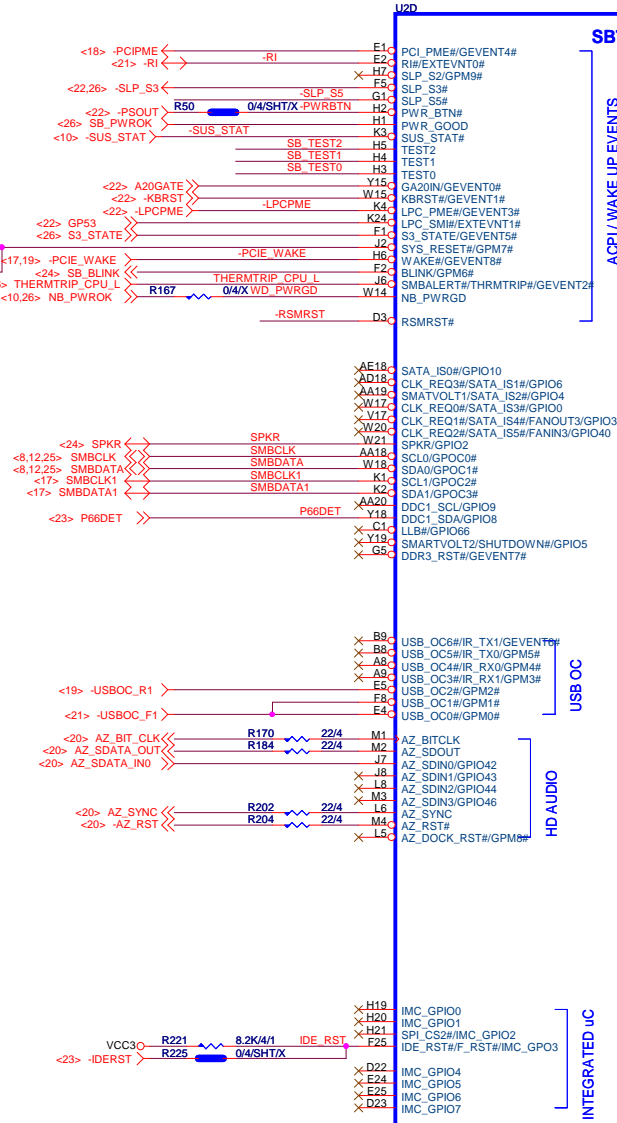 U2D
SB7
<18> -PCIPME E1 PCI_PME#/GEVENT4#
<21> -RI -RI E2 RI#/EXTEVNT0#
H7 SLP_S2/GPM9#
<22,26> -SLP_S3 F5 SLP_S3#
-SLP_S5 G1 SLP_S5#
<22> -PSOUT R50 0/4/SHT/X -PWRBTN H2 PWR_BTN#
<26> SB_PWROK H1 PWR_GOOD
<10> -SUS_STAT -SUS_STAT K3 SUS_STAT#
SB_TEST2 H5 TEST2
SB_TEST1 H4 TEST1
SB_TEST0 H3 TEST0
<22> A20GATE Y15 GA20IN/GEVENT0#
<22> -KBRST W15 KBRST#/GEVENT1#
<22> -LPCPME -LPCPME K4 LPC_PME#/GEVENT3#
<22> GP53 K24 LPC_SMI#/EXTEVNT1#
<26> S3_STATE F1 S3_STATE/GEVENT5#
J2 SYS_RESET#/GPM7#
<17,19> -PCIE_WAKE -PCIE_WAKE H6 WAKE#/GEVENT8#
<24> SB_BLINK F2 BLINK/GPM6#
THERMTRIP_CPU_L THERMTRIP_CPU_L J6 SMBALERT#/THRMTRIP#/GEVENT2#
<10,26> NB_PWROK R167 0/4/X WD_PWRGD W14 NB_PWRGD
-RSMRST D3 RSMRST#
ACPI / WAKE UP EVENTS
AE18 SATA_IS0#/GPIO10
AD18 CLK_REQ3#/SATA_IS1#/GPIO6
AA19 SMATVOLT1/SATA_IS2#/GPIO4
W17 CLK_REQ0#/SATA_IS3#/GPIO0
V17 CLK_REQ1#/SATA_IS4#/FANOUT3/GPIO3
W20 CLK_REQ2#/SATA_IS5#/FANIN3/GPIO40
<24> SPKR SPKR W21 SPKR/GPIO2
<8,12,25> SMBCLK SMBCLK AA18 SCL0/GPOC0#
<8,12,25> SMBDATA SMBDATA W18 SDA0/GPOC1#
<17> SMBCLK1 SMBCLK1 K1 SCL1/GPOC2#
<17> SMBDATA1 SMBDATA1 K2 SDA1/GPOC3#
AA20 DDC1_SCL/GPIO9
<23> P66DET P66DET Y18 DDC1_SDA/GPIO8
C1 LLB#/GPIO66
Y19 SMARTVOLT2/SHUTDOWN#/GPIO5
G5 DDR3_RST#/GEVENT7#
B9 USB_OC6#/IR_TX1/GEVENT6#
B8 USB_OC5#/IR_TX0/GPM5#
A8 USB_OC4#/IR_RX0/GPM4#
A9 USB_OC3#/IR_RX1/GPM3#
<19> -USBOC_R1 E5 USB_OC2#/GPM2#
F8 USB_OC1#/GPM1#
<21> -USBOC_F1 E4 USB_OC0#/GPM0#
USB OC
<20> AZ_BIT_CLK R170 22/4 M1 AZ_BITCLK
<20> AZ_SDATA_OUT R184 22/4 M2 AZ_SDOUT
<20> AZ_SDATA_IN0 J7 AZ_SDIN0/GPIO42
J8 AZ_SDIN1/GPIO43
L8 AZ_SDIN2/GPIO44
M3 AZ_SDIN3/GPIO46
<20> AZ_SYNC R202 22/4 L6 AZ_SYNC
<20> -AZ_RST R204 22/4 M4 AZ_RST#
L5 AZ_DOCK_RST#/GPM8#
HD AUDIO
H19 IMC_GPIO0
H20 IMC_GPIO1
H21 SPI_CS2#/IMC_GPIO2
VCC3 R221 8.2K/4/1 IDE_RST F25 IDE_RST#/F_RST#/IMC_GPO3
<23> -IDERST R225 0/4/SHT/X
D22 IMC_GPIO4
E24 IMC_GPIO5
E25 IMC_GPIO6
D23 IMC_GPIO7
INTEGRATED uC